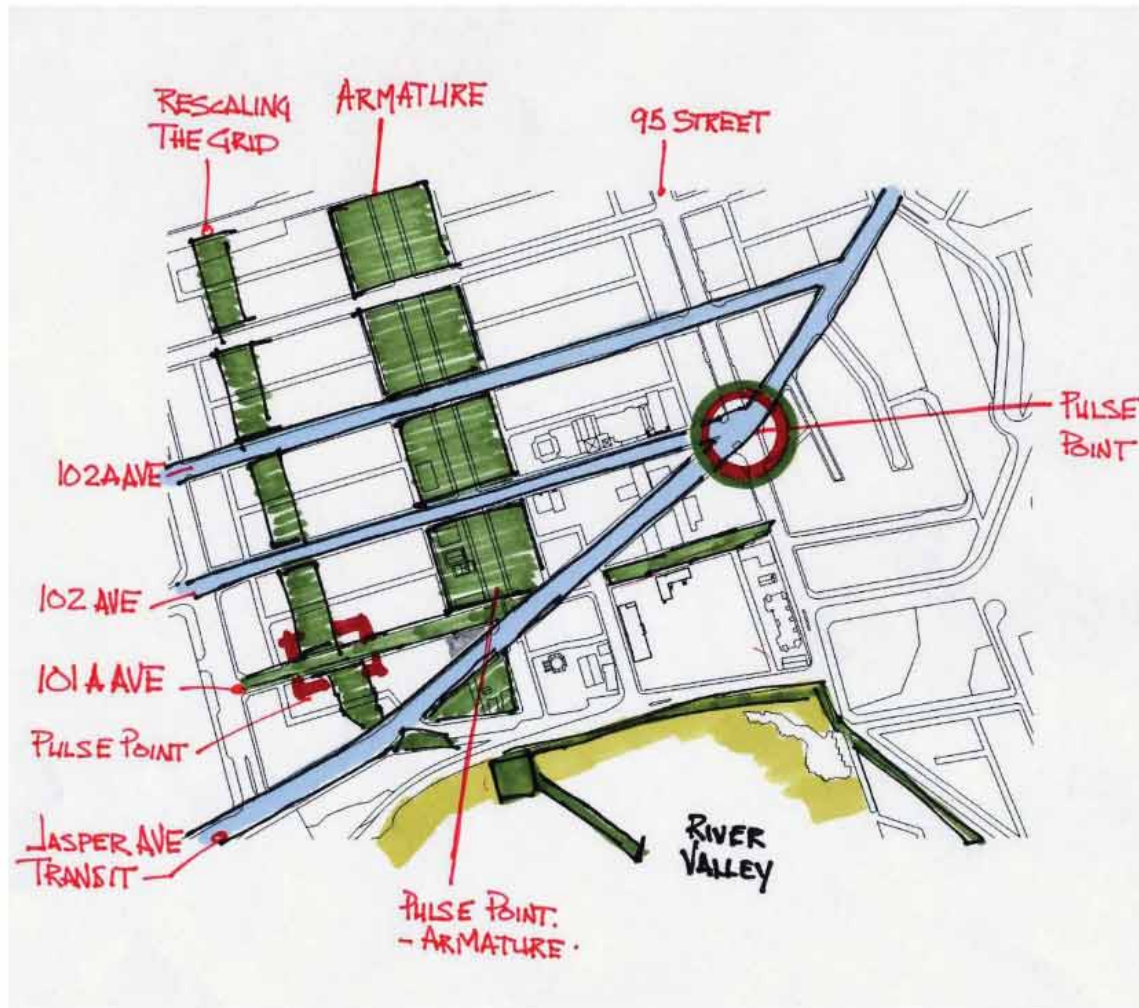 RESCALING
THE GRID
ARMATURE
95 STREET
PULSE
POINT
102A AVE
102 AVE
101 A AVE
PULSE POINT
JASPER AVE
TRANSIT
RIVER
VALLEY
PULSE POINT.
- ARMATURE.